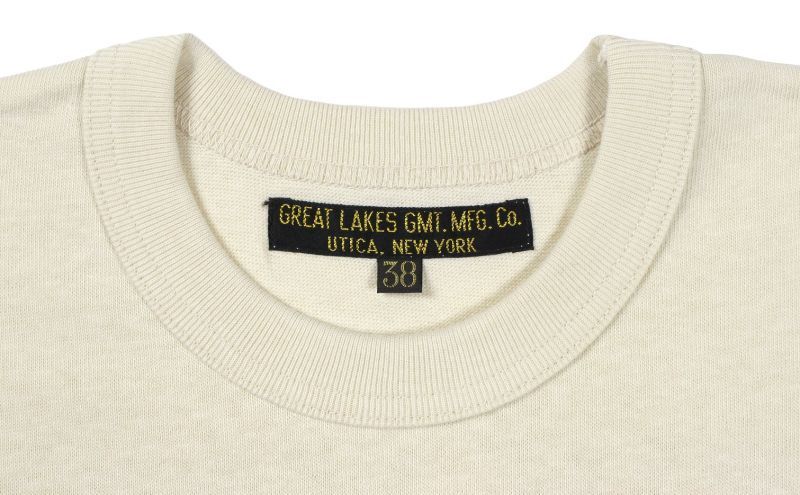 GREAT LAKES GMT. MFG. Co.
UTICA, NEW YORK
38